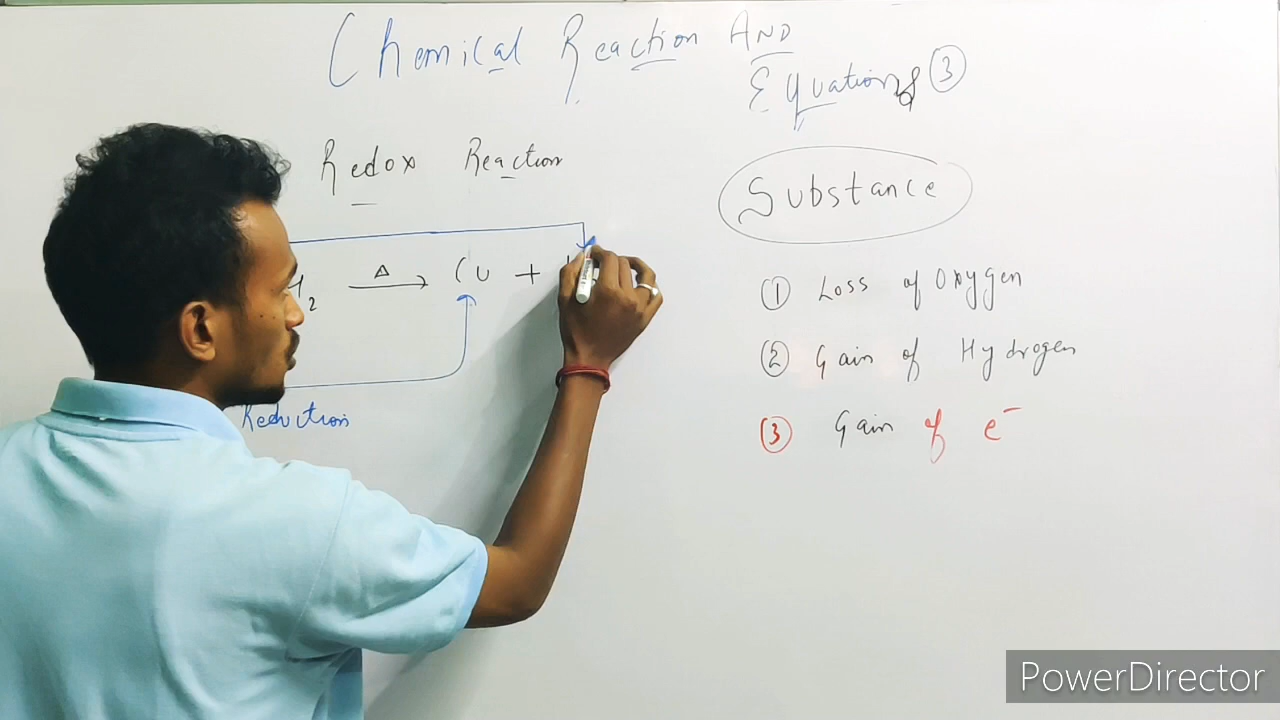 Chemical Reaction AND
Equations 3
Redox Reaction
H2 Δ → Cu +
Reduction
Substance
① Loss of Oxygen
② Gain of Hydrogen
③ Gain of e⁻
PowerDirector